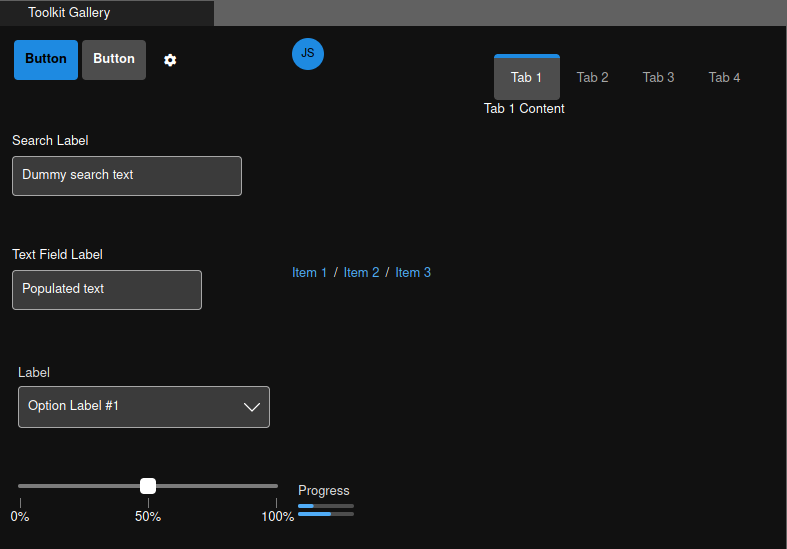 Toolkit Gallery
Button Button
JS
Tab 1 Tab 2 Tab 3 Tab 4
Tab 1 Content
Search Label
Dummy search text
Text Field Label
Populated text
Item 1 / Item 2 / Item 3
Label
Option Label #1
0% 50% 100%
Progress